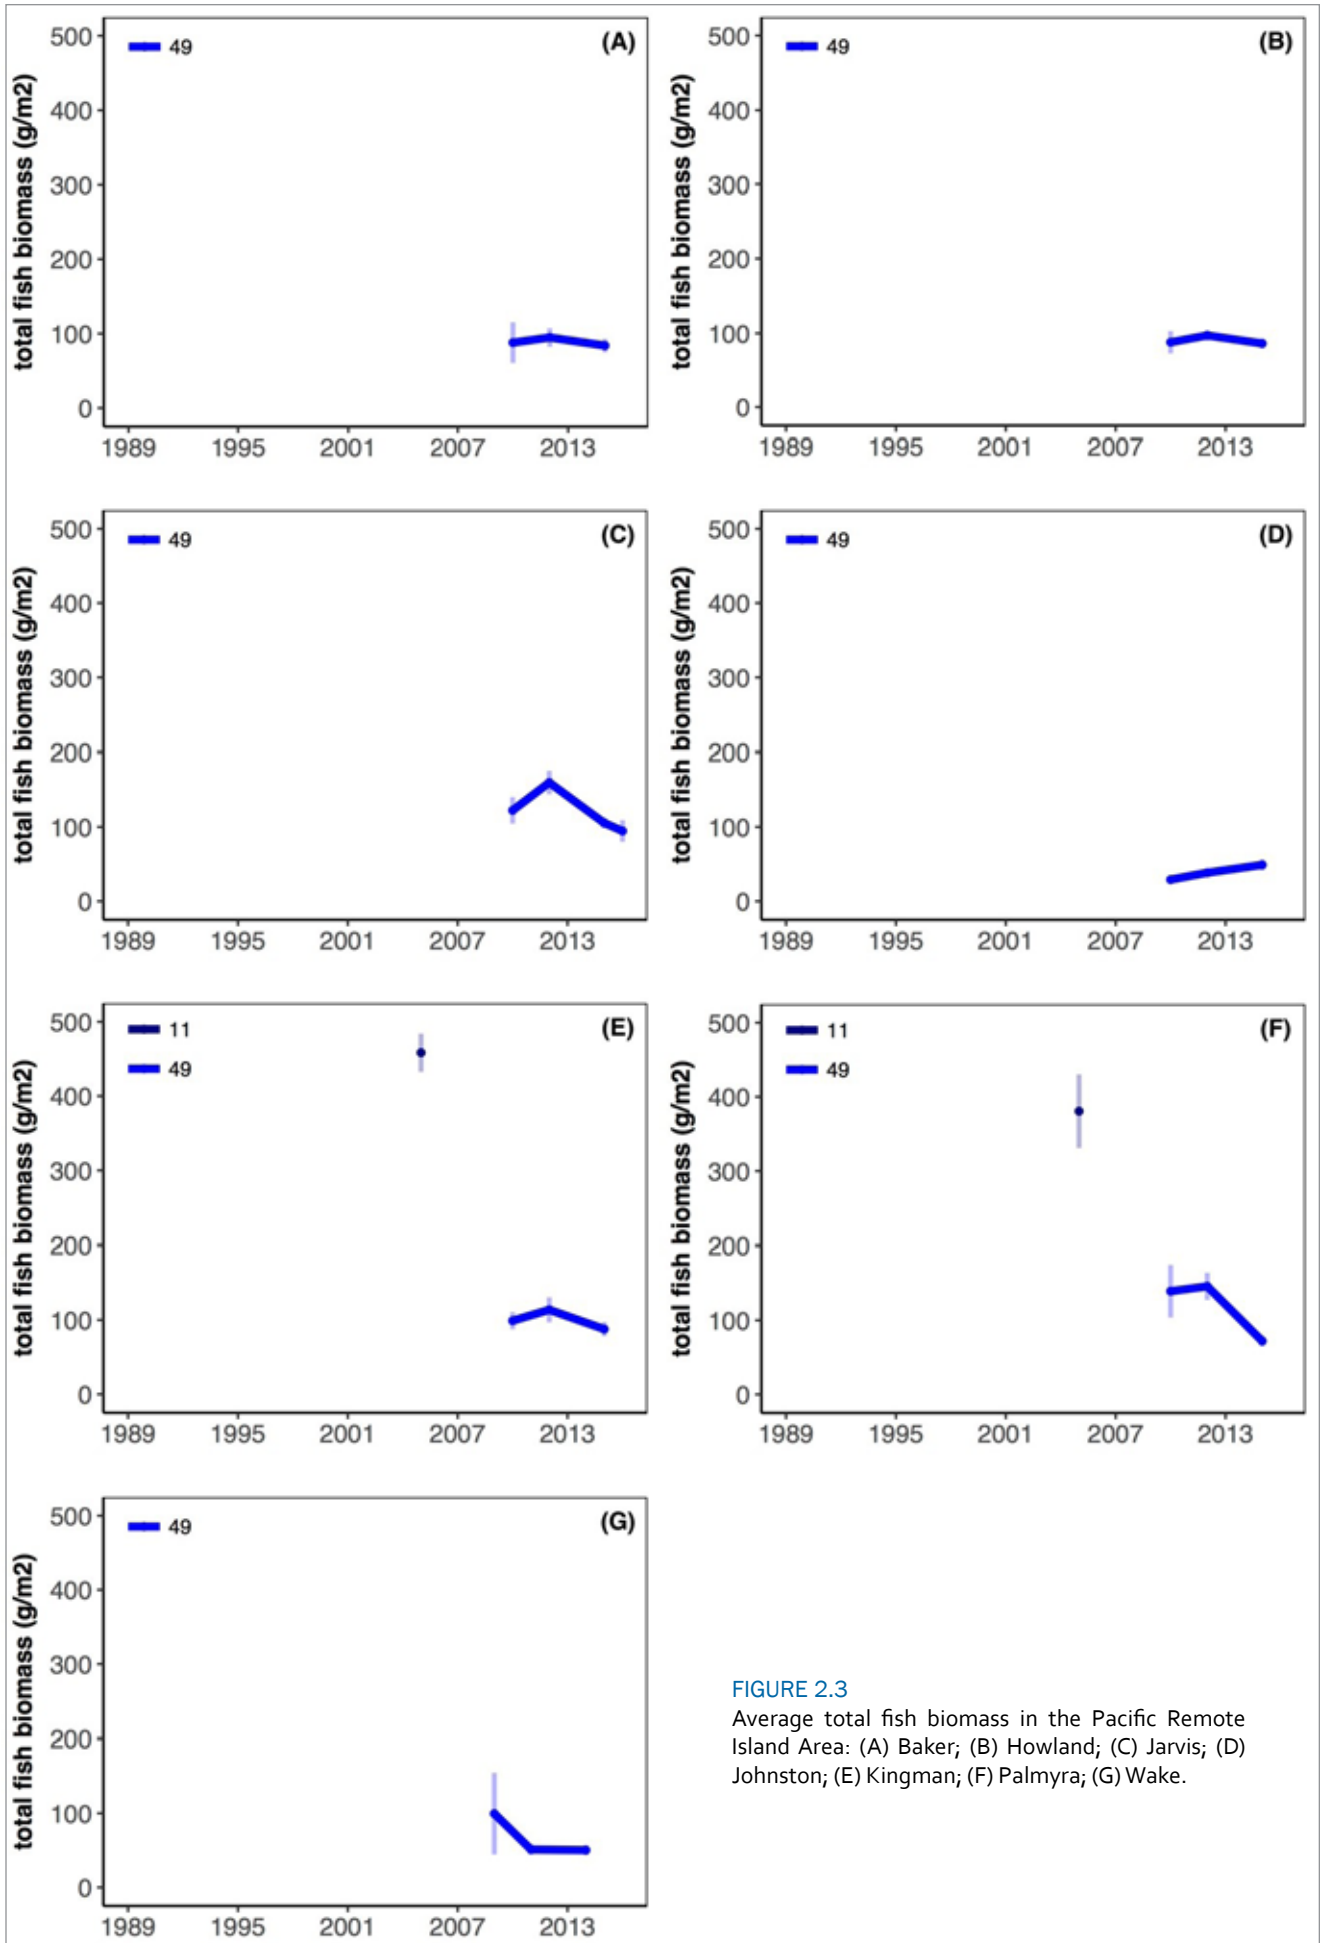 total fish biomass (g/m2)
500
400
300
200
100
0
49
(A)
1989 1995 2001 2007 2013
total fish biomass (g/m2)
500
400
300
200
100
0
49
(B)
1989 1995 2001 2007 2013
total fish biomass (g/m2)
500
400
300
200
100
0
49
(C)
1989 1995 2001 2007 2013
total fish biomass (g/m2)
500
400
300
200
100
0
49
(D)
1989 1995 2001 2007 2013
total fish biomass (g/m2)
500
400
300
200
100
0
11
49
(E)
1989 1995 2001 2007 2013
total fish biomass (g/m2)
500
400
300
200
100
0
11
49
(F)
1989 1995 2001 2007 2013
total fish biomass (g/m2)
500
400
300
200
100
0
49
(G)
1989 1995 2001 2007 2013
FIGURE 2.3
Average total fish biomass in the Pacific Remote
Island Area: (A) Baker; (B) Howland; (C) Jarvis; (D)
Johnston; (E) Kingman; (F) Palmyra; (G) Wake.